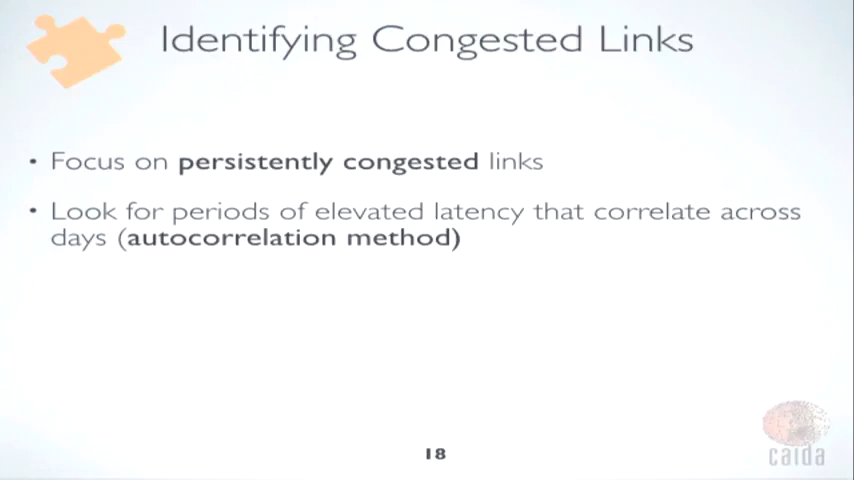 Identifying Congested Links
• Focus on persistently congested links
• Look for periods of elevated latency that correlate across
days (autocorrelation method)
18
caida